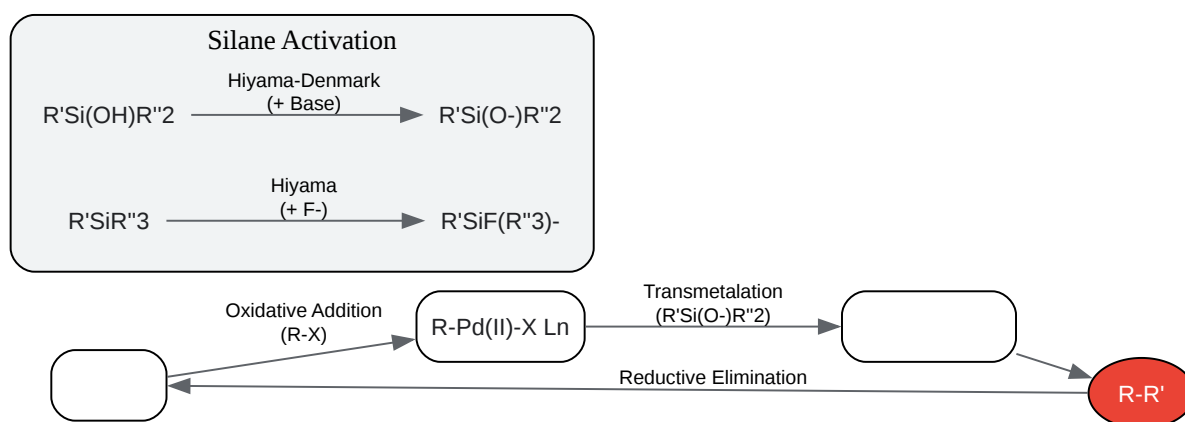 Silane Activation
Hiyama-Denmark
(+ Base)
R'Si(OH)R"2
R'Si(O-)R"2
Hiyama
(+ F-)
R'SiR"3
R'SiF(R"3)-
Oxidative Addition
(R-X)
R-Pd(II)-X Ln
Transmetalation
(R'Si(O-)R"2)
Reductive Elimination
R-R'